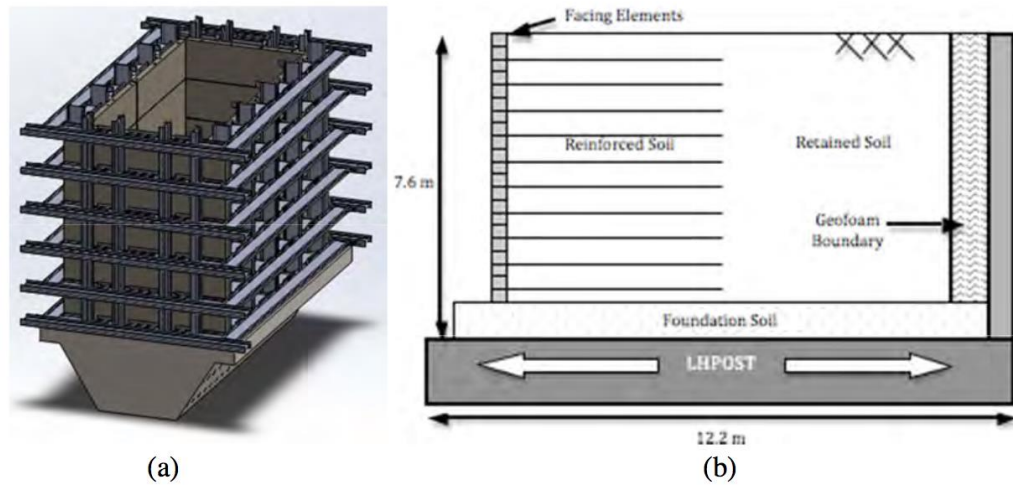 Facing Elements
Reinforced Soil
Retained Soil
7.6 m
Geofoam
Boundary
Foundation Soil
LHPOST
12.2 m
(a)
(b)